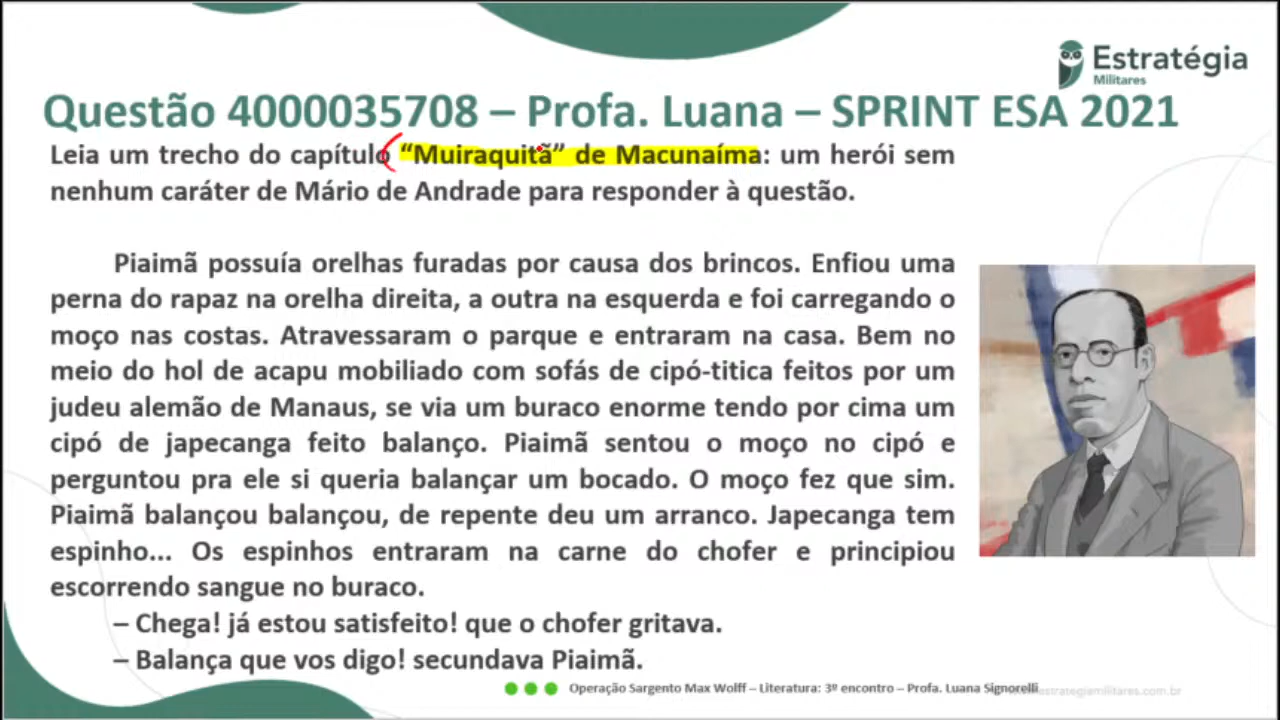 Estratégia
Militares
Questão 4000035708 – Profa. Luana – SPRINT ESA 2021
Leia um trecho do capítulo “Muiraquitã” de Macunaíma: um herói sem
nenhum caráter de Mário de Andrade para responder à questão.
Piaimã possuía orelhas furadas por causa dos brincos. Enfiou uma
perna do rapaz na orelha direita, a outra na esquerda e foi carregando o
moço nas costas. Atravessaram o parque e entraram na casa. Bem no
meio do hol de acapu mobiliado com sofás de cipó-titica feitos por um
judeu alemão de Manaus, se via um buraco enorme tendo por cima um
cipó de japecanga feito balanço. Piaimã sentou o moço no cipó e
perguntou pra ele si queria balançar um bocado. O moço fez que sim.
Piaimã balançou balançou, de repente deu um arranco. Japecanga tem
espinho... Os espinhos entraram na carne do chofer e principiou
escorrendo sangue no buraco.
– Chega! já estou satisfeito! que o chofer gritava.
– Balança que vos digo! secundava Piaimã.
Operação Sargento Max Wolff – Literatura: 3º encontro – Profa. Luana Signorelli